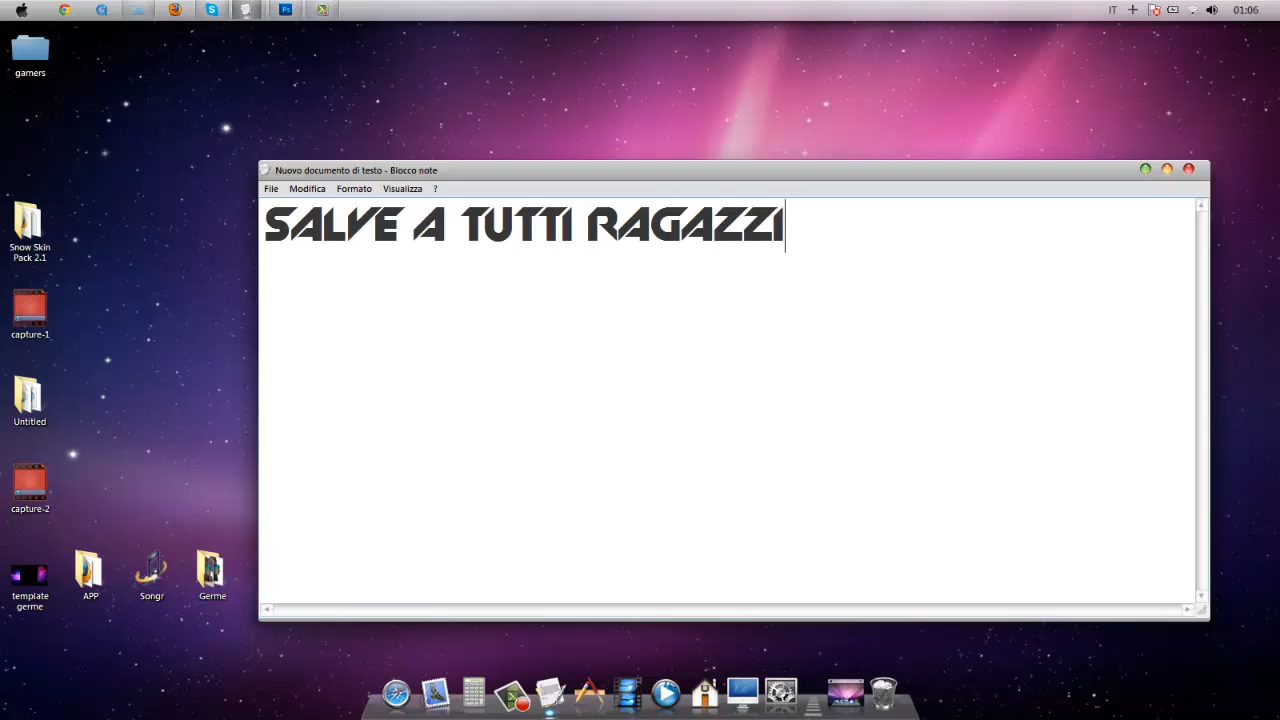 IT
01:06
gamers
Snow Skin
Pack 2.1
capture-1
Untitled
capture-2
template
germe
APP
Songr
Germe
Nuovo documento di testo - Blocco note
File Modifica Formato Visualizza ?
SALVE A TUTTI RAGAZZI